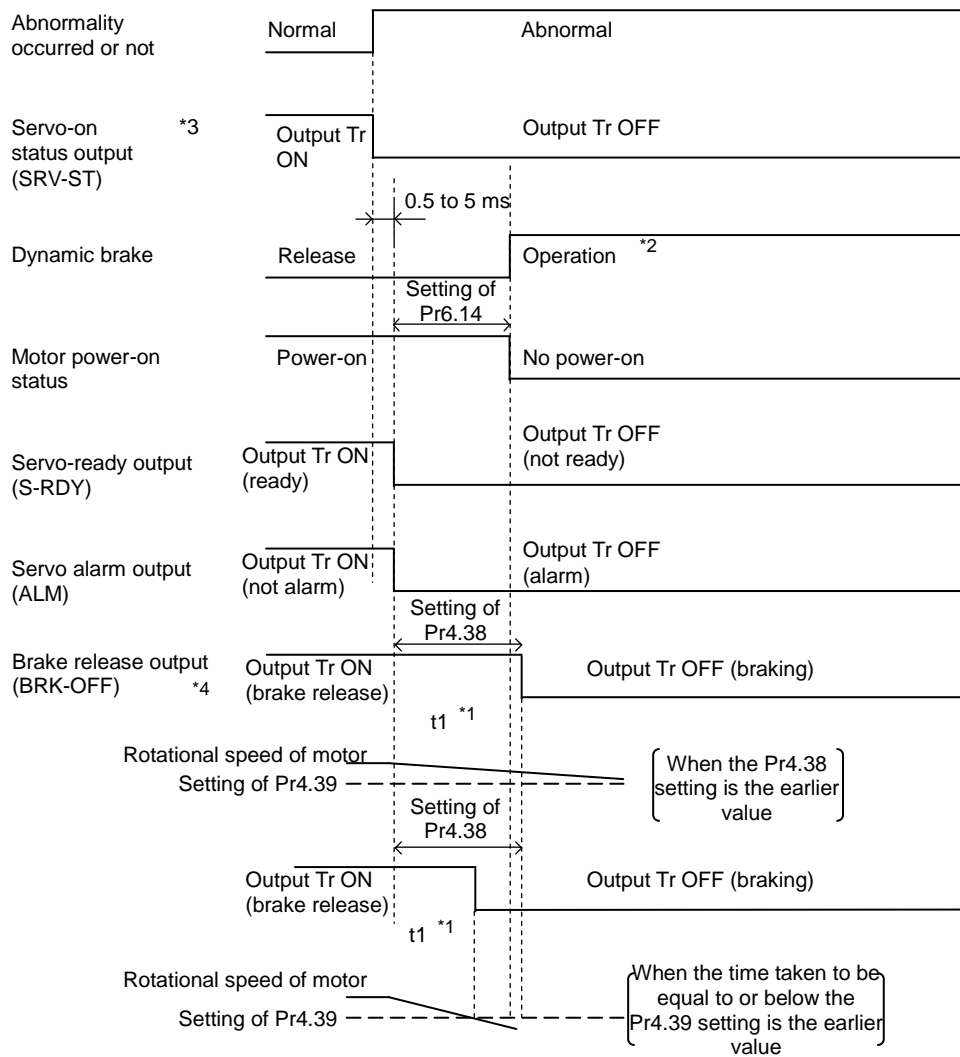 Abnormality
occurred or not
Normal
Abnormal
Servo-on *3
status output
(SRV-ST)
Output Tr
ON
Output Tr OFF
0.5 to 5 ms
Dynamic brake
Release
Operation *2
Setting of
Pr6.14
Motor power-on
status
Power-on
No power-on
Servo-ready output
(S-RDY)
Output Tr ON
(ready)
Output Tr OFF
(not ready)
Servo alarm output
(ALM)
Output Tr ON
(not alarm)
Output Tr OFF
(alarm)
Setting of
Pr4.38
Brake release output
(BRK-OFF) *4
Output Tr ON
(brake release)
Output Tr OFF (braking)
t1 *1
Rotational speed of motor
Setting of Pr4.39
When the Pr4.38
setting is the earlier
value
Setting of
Pr4.38
Output Tr ON
(brake release)
Output Tr OFF (braking)
t1 *1
Rotational speed of motor
Setting of Pr4.39
When the time taken to be
equal to or below the
Pr4.39 setting is the earlier
value